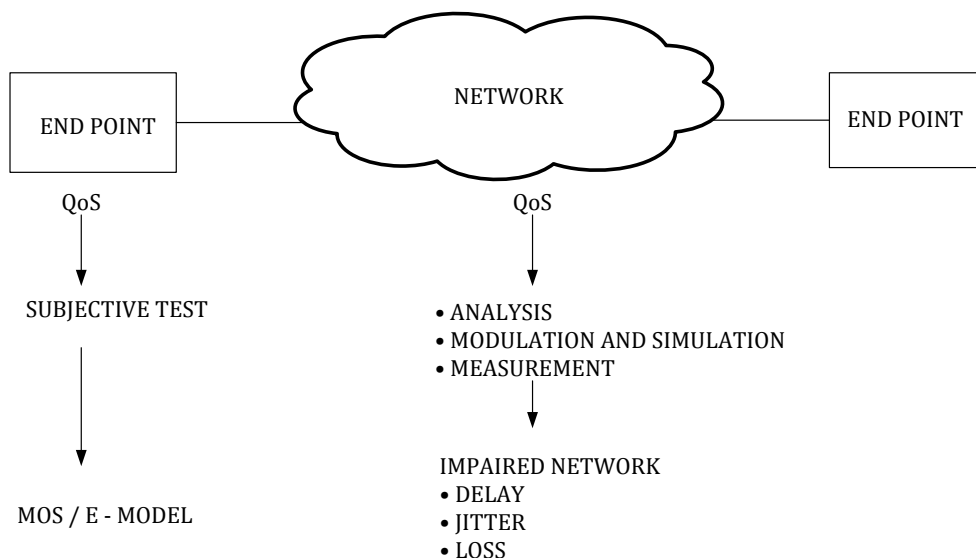 NETWORK
END POINT
END POINT
QoS
QoS
SUBJECTIVE TEST
• ANALYSIS
• MODULATION AND SIMULATION
• MEASUREMENT
IMPAIRED NETWORK
• DELAY
• JITTER
• LOSS
MOS / E - MODEL